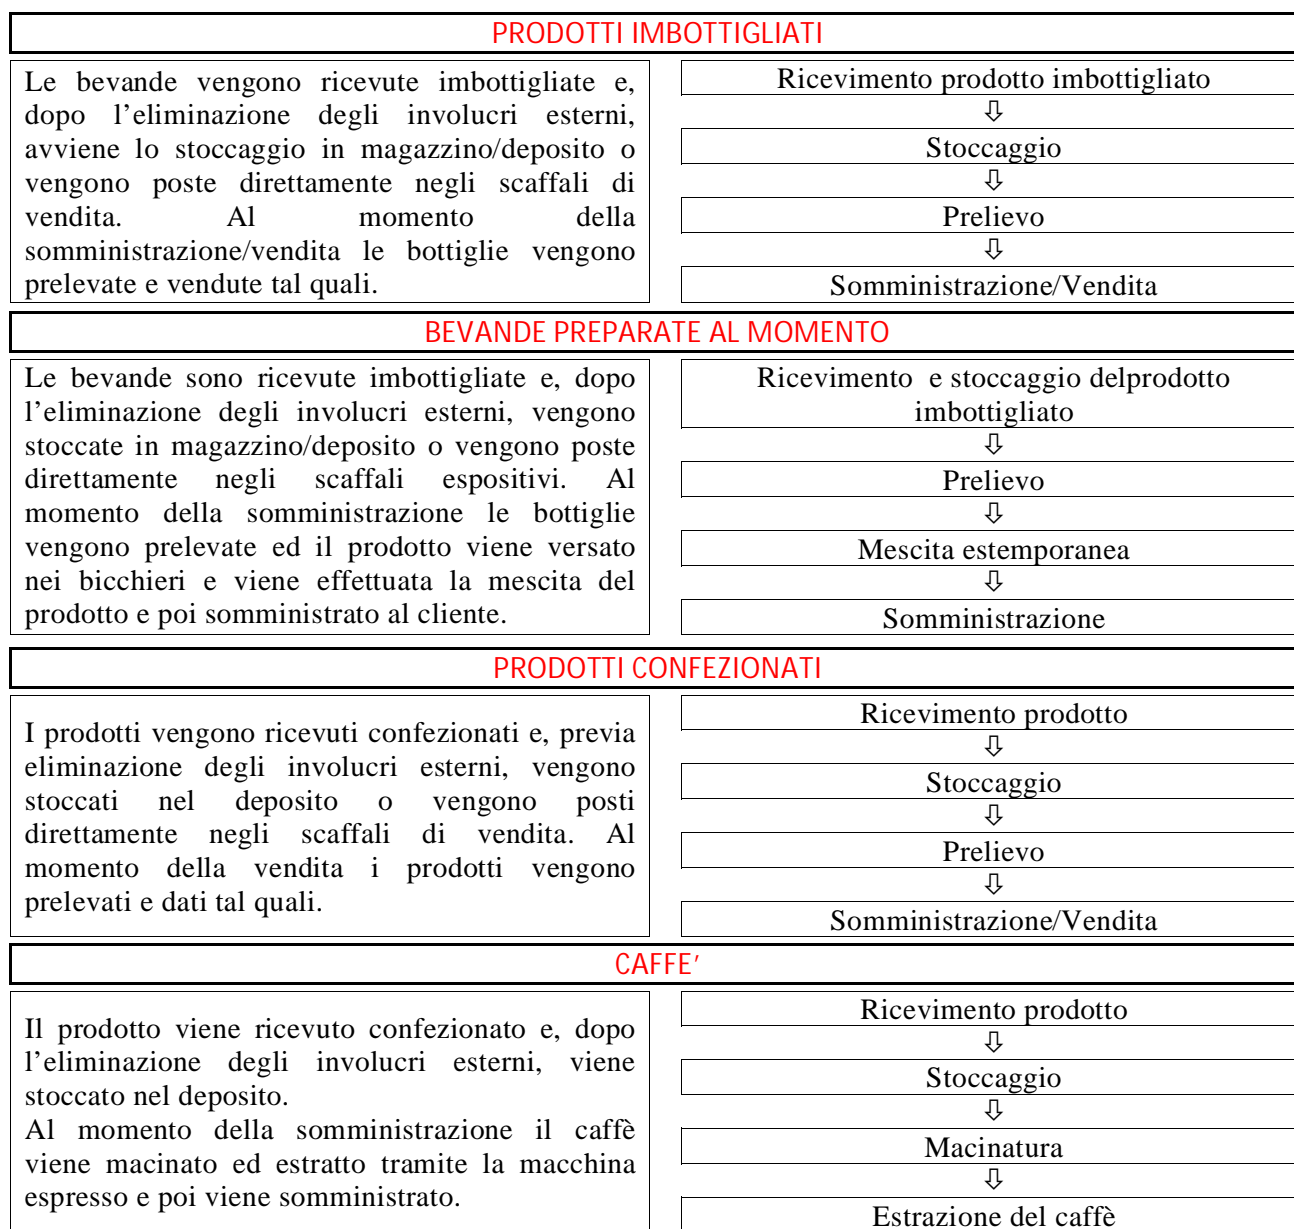 PRODOTTI IMBOTTIGLIATI
Le bevande vengono ricevute imbottigliate e,
dopo l’eliminazione degli involucri esterni,
avviene lo stoccaggio in magazzino/deposito o
vengono poste direttamente negli scaffali di
vendita. Al momento della
somministrazione/vendita le bottiglie vengono
prelevate e vendute tal quali.
Ricevimento prodotto imbottigliato
⇩
Stoccaggio
⇩
Prelievo
⇩
Somministrazione/Vendita
BEVANDE PREPARATE AL MOMENTO
Le bevande sono ricevute imbottigliate e, dopo
l’eliminazione degli involucri esterni, vengono
stoccate in magazzino/deposito o vengono poste
direttamente negli scaffali espositivi. Al
momento della somministrazione le bottiglie
vengono prelevate ed il prodotto viene versato
nei bicchieri e viene effettuata la mescita del
prodotto e poi somministrato al cliente.
Ricevimento e stoccaggio delprodotto
imbottigliato
⇩
Prelievo
⇩
Mescita estemporanea
⇩
Somministrazione
PRODOTTI CONFEZIONATI
I prodotti vengono ricevuti confezionati e, previa
eliminazione degli involucri esterni, vengono
stoccati nel deposito o vengono posti
direttamente negli scaffali di vendita. Al
momento della vendita i prodotti vengono
prelevati e dati tal quali.
Ricevimento prodotto
⇩
Stoccaggio
⇩
Prelievo
⇩
Somministrazione/Vendita
CAFFE’
Il prodotto viene ricevuto confezionato e, dopo
l’eliminazione degli involucri esterni, viene
stoccato nel deposito.
Al momento della somministrazione il caffè
viene macinato ed estratto tramite la macchina
espresso e poi viene somministrato.
Ricevimento prodotto
⇩
Stoccaggio
⇩
Macinatura
⇩
Estrazione del caffè